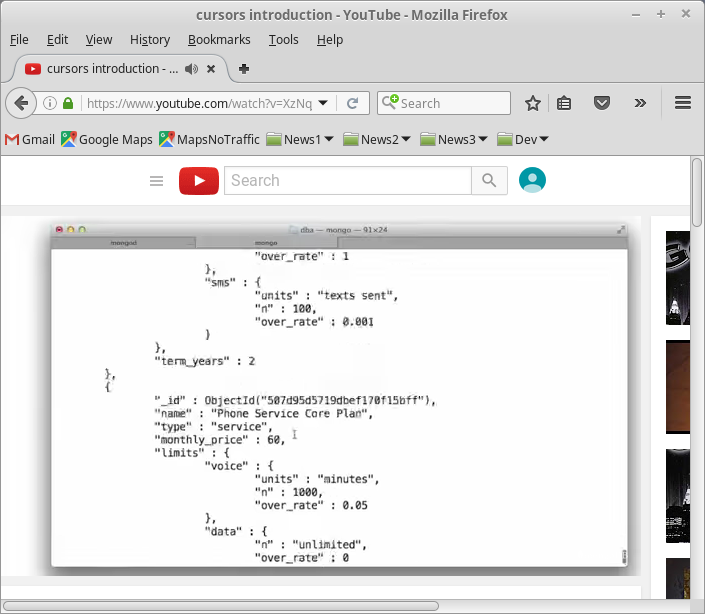 cursors introduction - YouTube - Mozilla Firefox
File Edit View History Bookmarks Tools Help
cursors introduction - ...
https://www.youtube.com/watch?v=XzNq
Search
Gmail Google Maps MapsNoTraffic News1 News2 News3 Dev
Search
dba — mongo — 91×24
mongod mongo
"over_rate" : 1
},
"sms" : {
"units" : "texts sent",
"n" : 100,
"over_rate" : 0.001
}
},
"term_years" : 2
},
{
"_id" : ObjectId("507d95d5719dbef170f15bff"),
"name" : "Phone Service Core Plan",
"type" : "service",
"monthly_price" : 60,
"limits" : {
"voice" : {
"units" : "minutes",
"n" : 1000,
"over_rate" : 0.05
},
"data" : {
"n" : "unlimited",
"over_rate" : 0